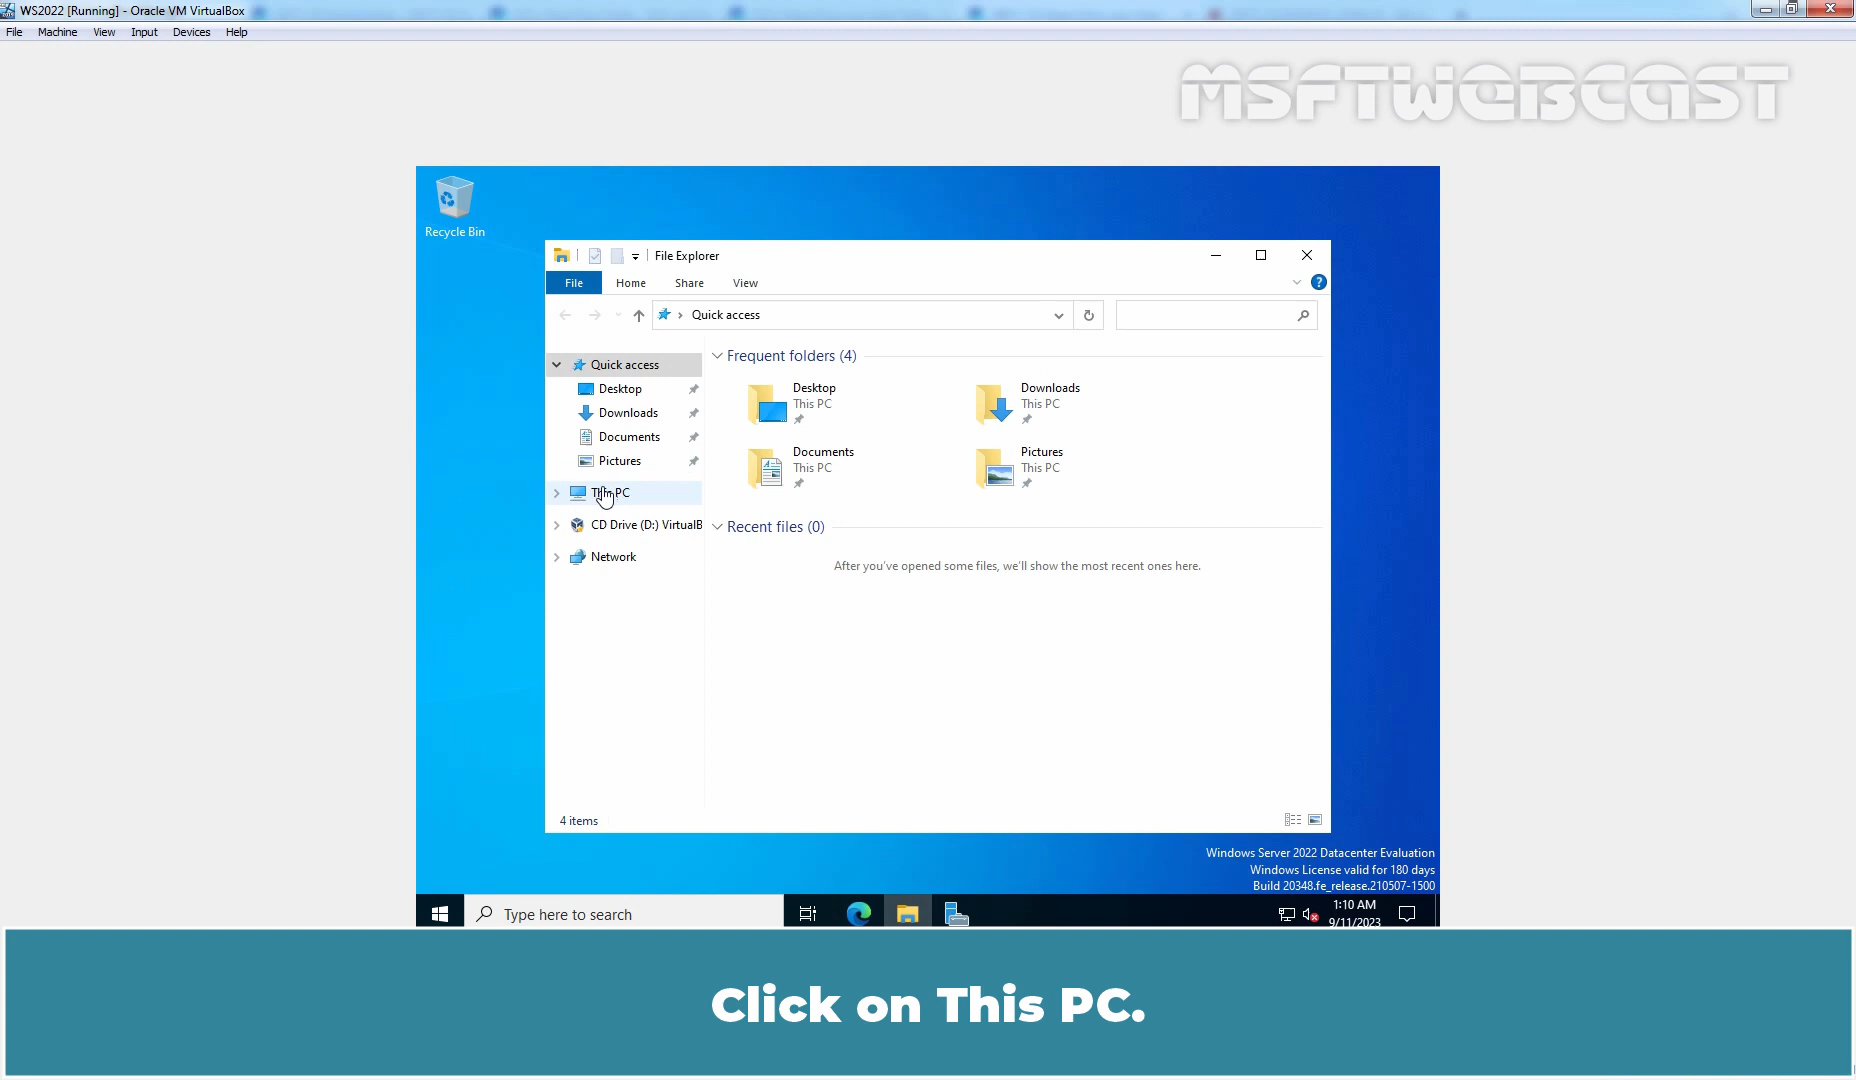 WS2022 [Running] - Oracle VM VirtualBox
File Machine View Input Devices Help
MSFTWEBCAST
Recycle Bin
File Explorer
File Home Share View
Quick access
Quick access
Desktop
Downloads
Documents
Pictures
This PC
CD Drive (D:) VirtualB
Network
Frequent folders (4)
Desktop
This PC
Downloads
This PC
Documents
This PC
Pictures
This PC
Recent files (0)
After you've opened some files, we'll show the most recent ones here.
4 items
Windows Server 2022 Datacenter Evaluation
Windows License valid for 180 days
Build 20348.fe_release.210507-1500
Type here to search
1:10 AM
9/11/2023
Click on This PC.